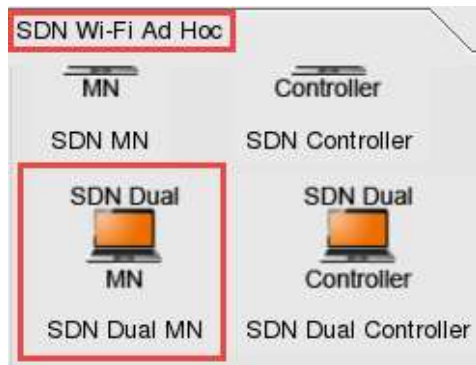 SDN Wi-Fi Ad Hoc
MN Controller
SDN MN SDN Controller
SDN Dual SDN Dual
MN Controller
SDN Dual MN SDN Dual Controller